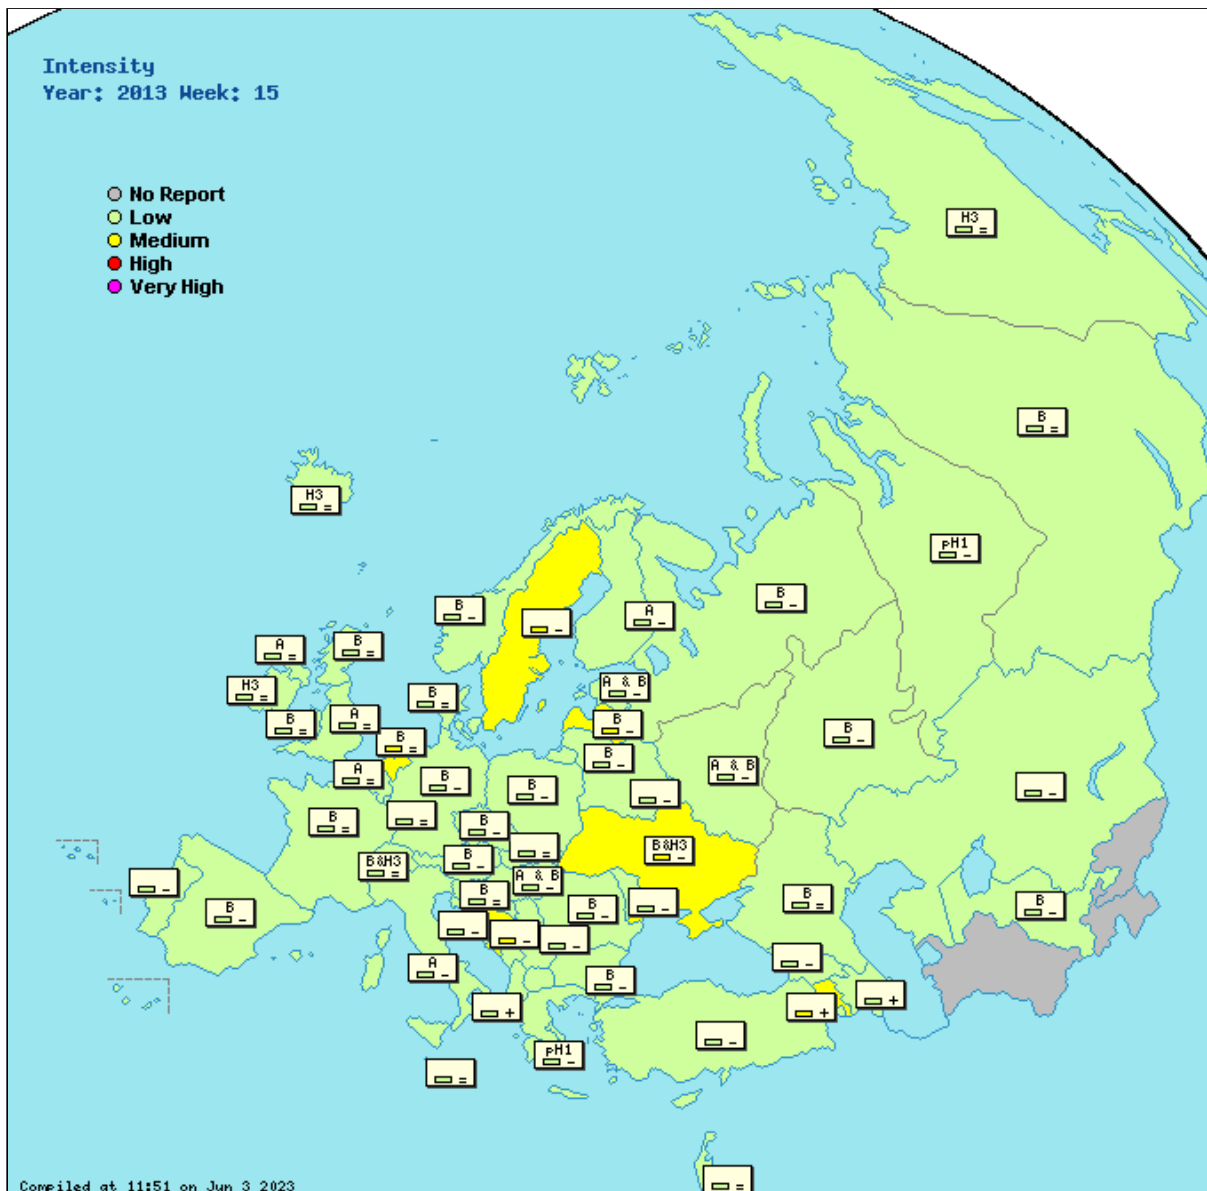 Intensity
Year: 2013 Week: 15
No Report
Low
Medium
High
Very High
H3
=
B
=
H3
=
pH1
-
B
-
B
-
A
-
-
A
=
B
=
H3
=
B
=
A & B
-
B
=
A
=
B
-
B
=
B
-
B
-
A & B
-
A
=
B
-
B
-
-
-
B
=
=
B
-
=
B&H3
-
B&H3
=
B
-
A & B
-
-
B
-
B
=
B
-
-
B
=
B
-
-
-
-
A
-
-
B
-
+
+
+
-
pH1
-
=
=
Compiled at 11:51 on Jun 3 2023